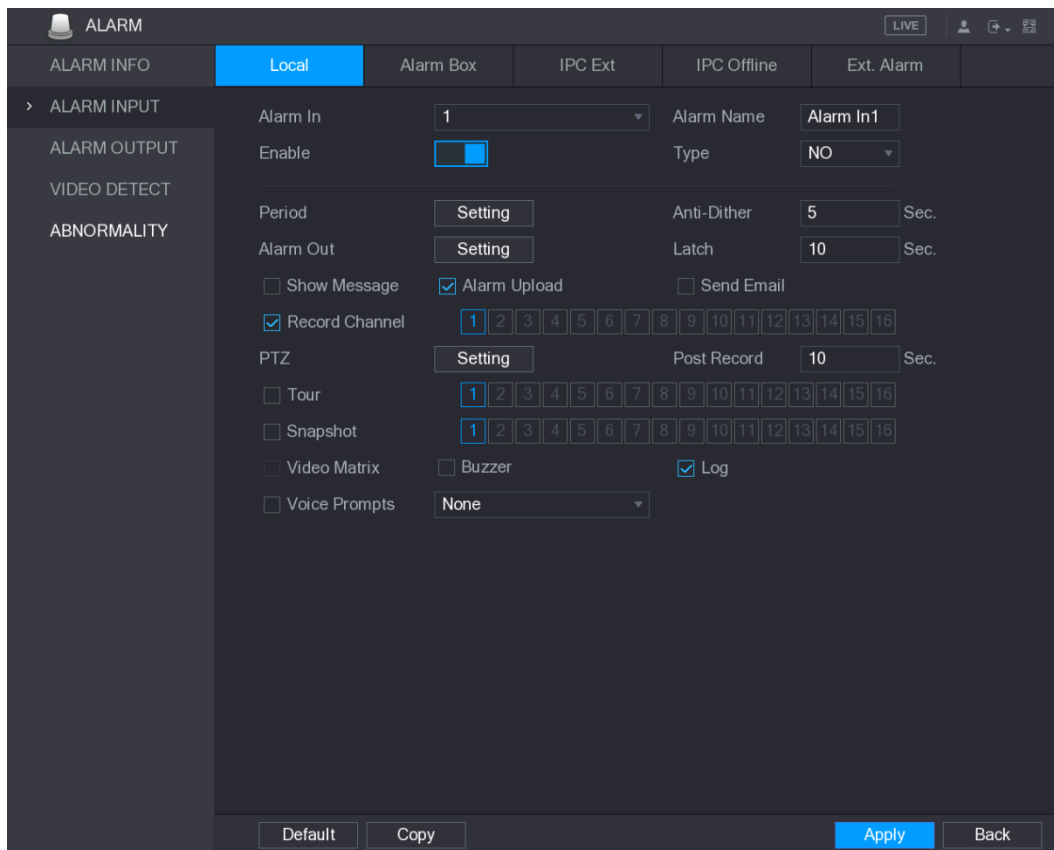 ALARM LIVE
ALARM INFO
ALARM INPUT
ALARM OUTPUT
VIDEO DETECT
ABNORMALITY
Local Alarm Box IPC Ext IPC Offline Ext. Alarm
Alarm In 1 Alarm Name Alarm In1
Enable Type NO
Period Setting Anti-Dither 5 Sec.
Alarm Out Setting Latch 10 Sec.
Show Message Alarm Upload Send Email
Record Channel 1 2 3 4 5 6 7 8 9 10 11 12 13 14 15 16
PTZ Setting Post Record 10 Sec.
Tour 1 2 3 4 5 6 7 8 9 10 11 12 13 14 15 16
Snapshot 1 2 3 4 5 6 7 8 9 10 11 12 13 14 15 16
Video Matrix Buzzer Log
Voice Prompts None
Default Copy Apply Back